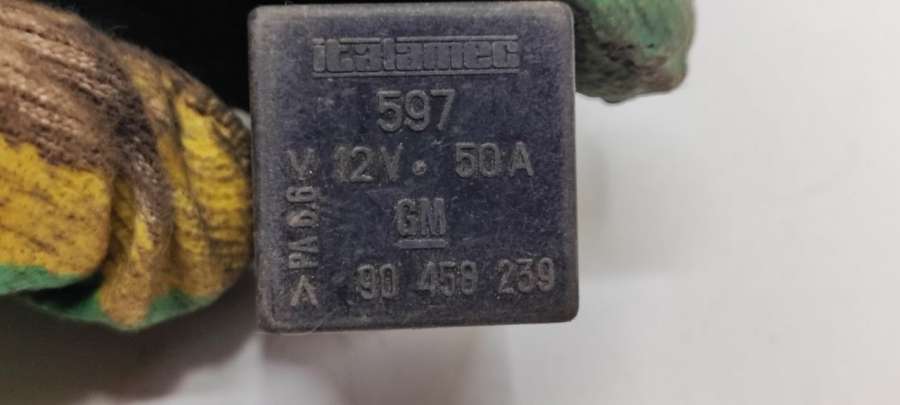 italamec
597
12V · 50A
GM
90 458 239
>PA 6.6<